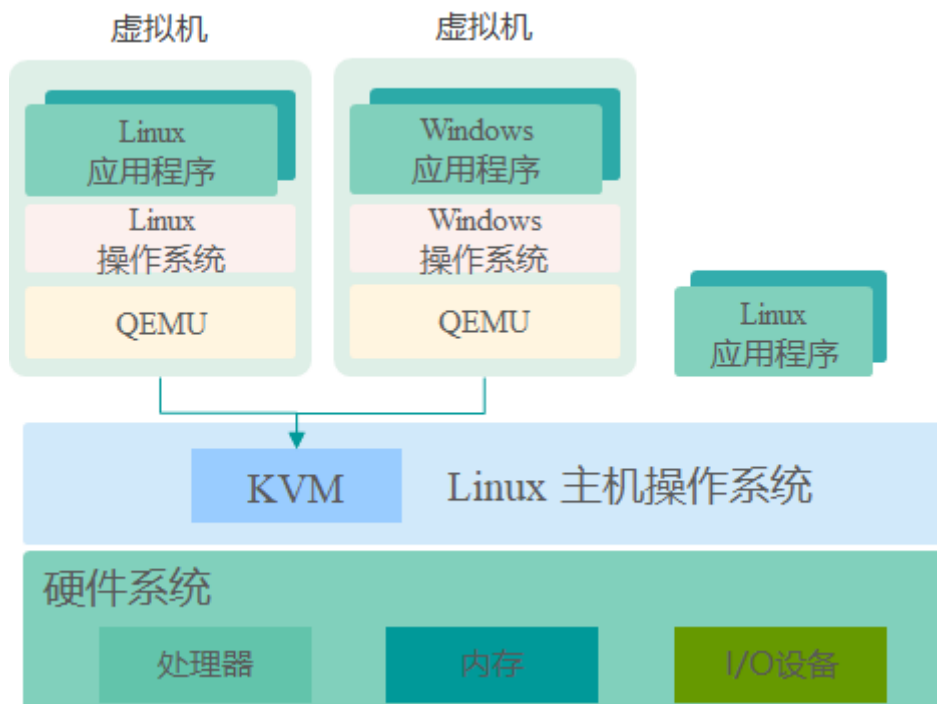 虚拟机
虚拟机
Linux
应用程序
Linux
操作系统
QEMU
Windows
应用程序
Windows
操作系统
QEMU
Linux
应用程序
KVM
Linux 主机操作系统
硬件系统
处理器
内存
I/O设备